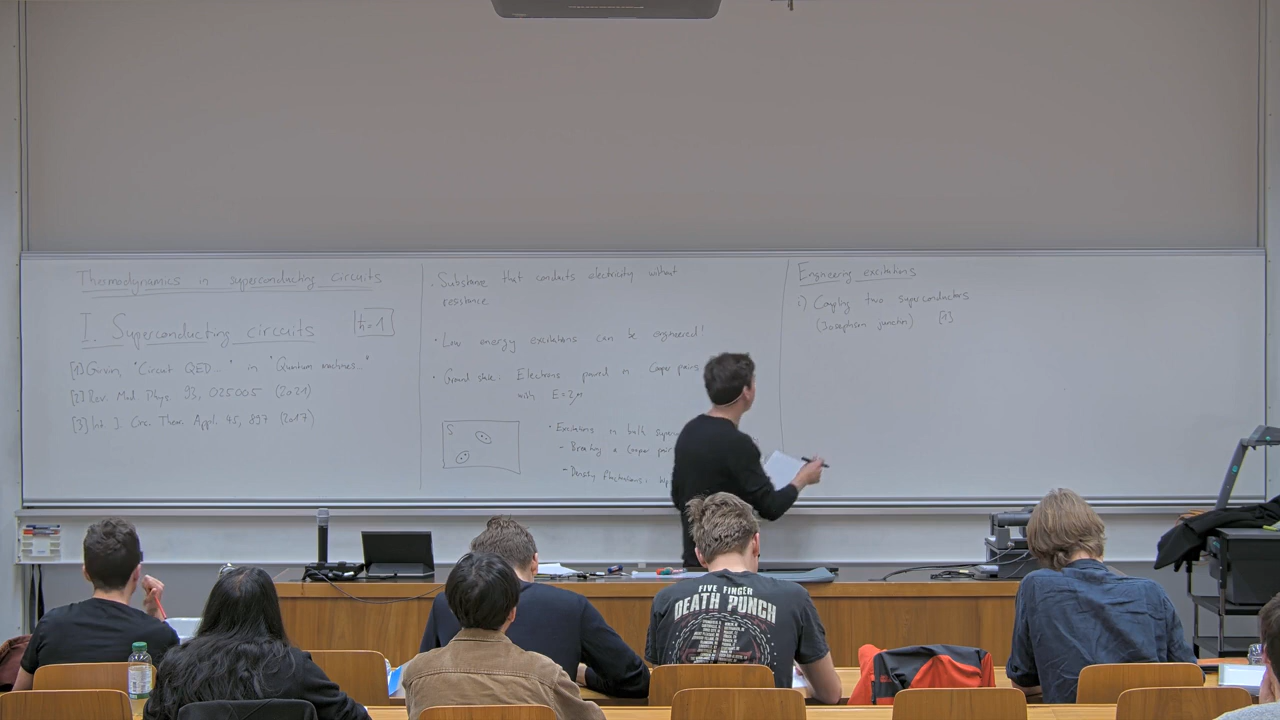 Thermodynamics in superconducting circuits
I. Superconducting circuits
ħ=1
[1] "Circuit QED.." in "Quantum machines.."
[2] Rev. Mod. Phys. 93, 025005 (2021)
[3] Int. J. Circ. Theor. Appl. 45, 897 (2017)
· Substance that conducts electricity without
resistance
· Low energy excitations can be engineered!
· Ground state: Electrons paired in Cooper pairs
with E=2μ
S
· Excitations in bulk
- Breaking a Cooper pair
- Density fluctuations:
Engineering excitations
i) Coupling two superconductors
(Josephson junction) [1]
FIVE FINGER
DEATH PUNCH